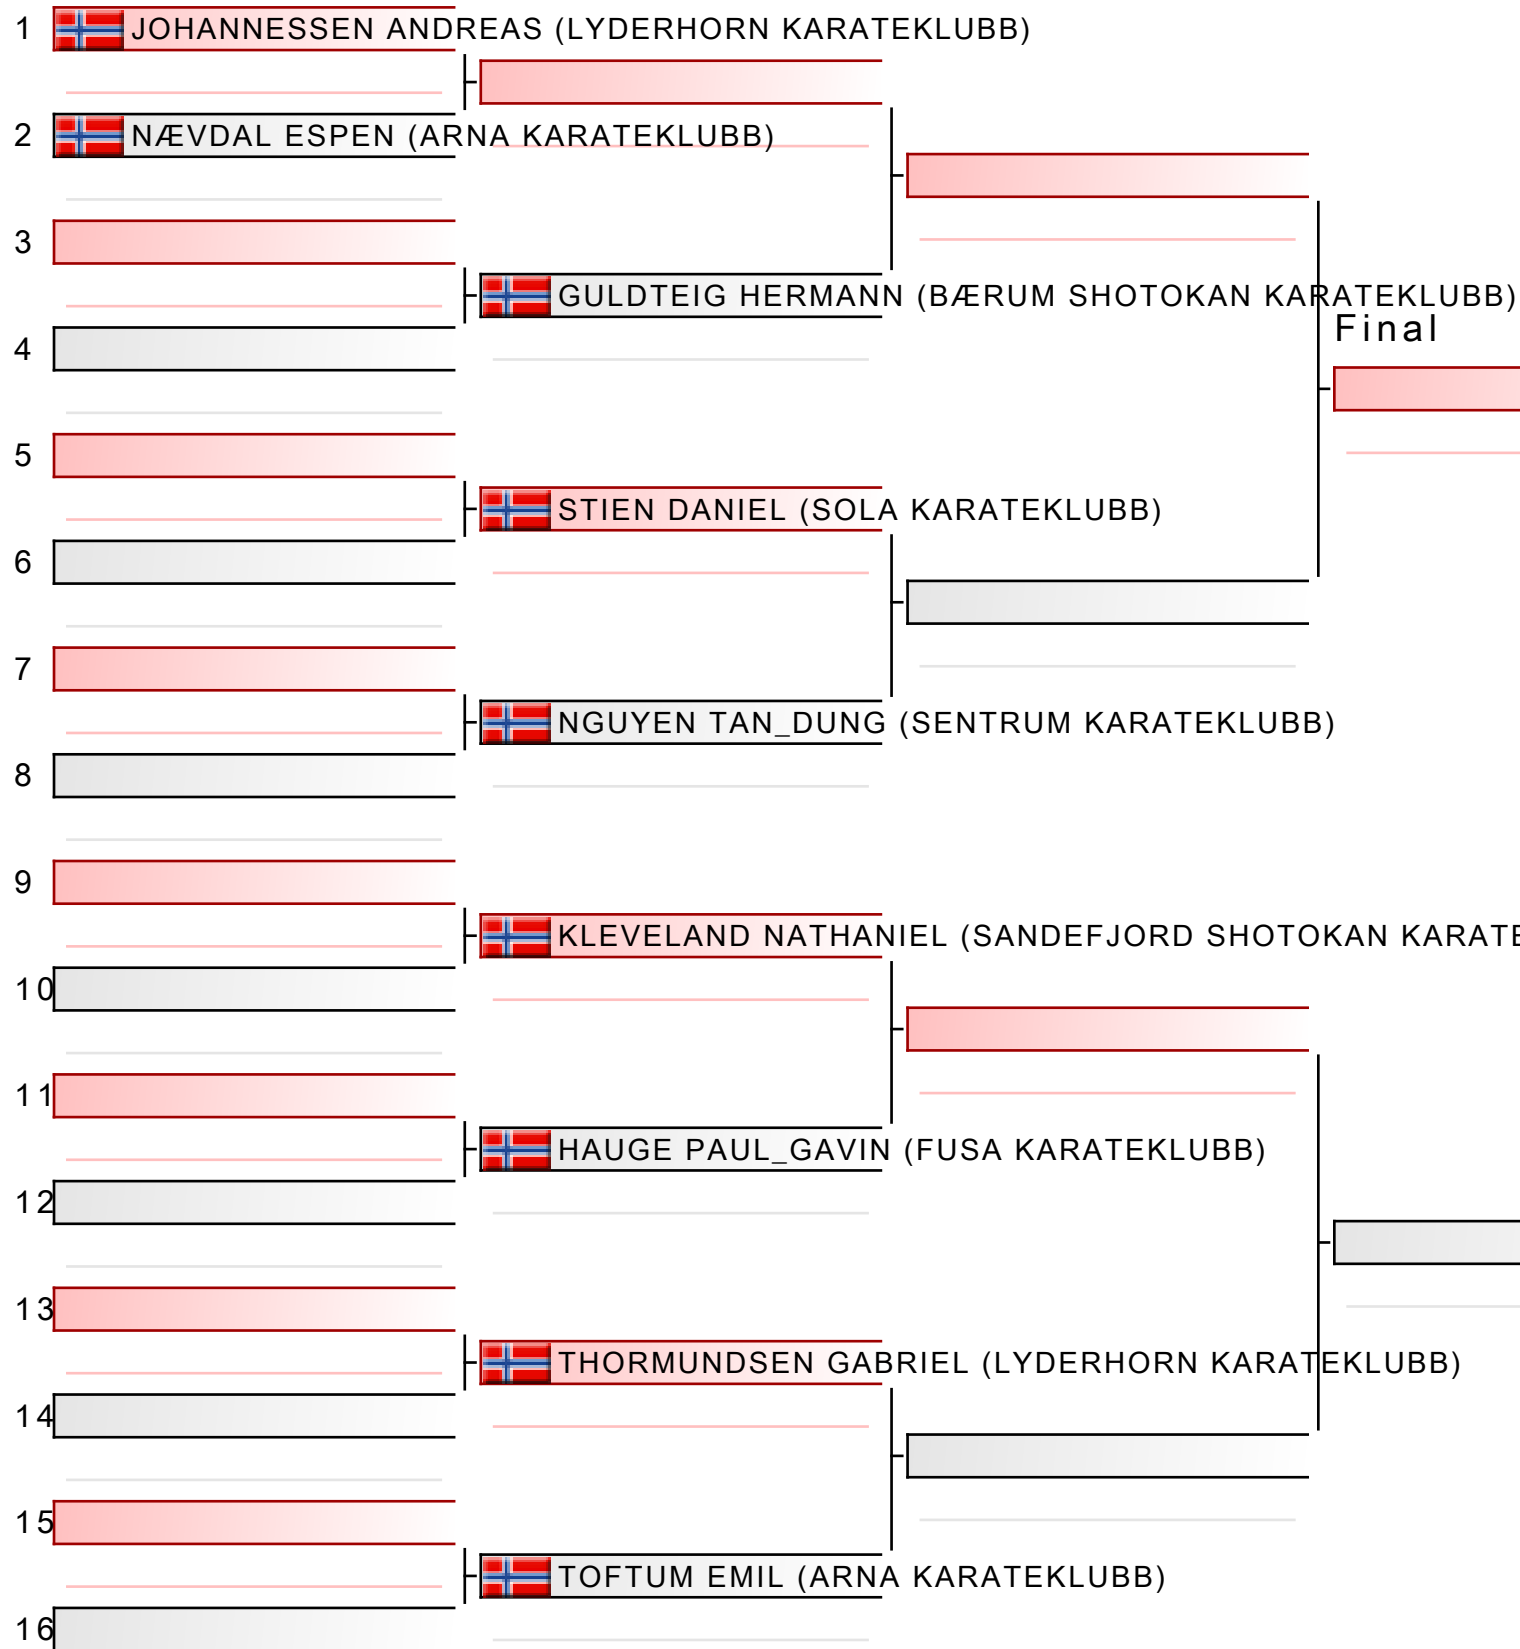 1 JOHANNESSEN ANDREAS (LYDERHORN KARATEKLUBB)
2 NÆVDAL ESPEN (ARNA KARATEKLUBB)
3
GULDTEIG HERMANN (BÆRUM SHOTOKAN KARATEKLUBB)
Final
4
5
STIEN DANIEL (SOLA KARATEKLUBB)
6
7
NGUYEN TAN_DUNG (SENTRUM KARATEKLUBB)
8
9
KLEVELAND NATHANIEL (SANDEFJORD SHOTOKAN KARATE
10
11
HAUGE PAUL_GAVIN (FUSA KARATEKLUBB)
12
13
THORMUNDSEN GABRIEL (LYDERHORN KARATEKLUBB)
14
15
TOFTUM EMIL (ARNA KARATEKLUBB)
16